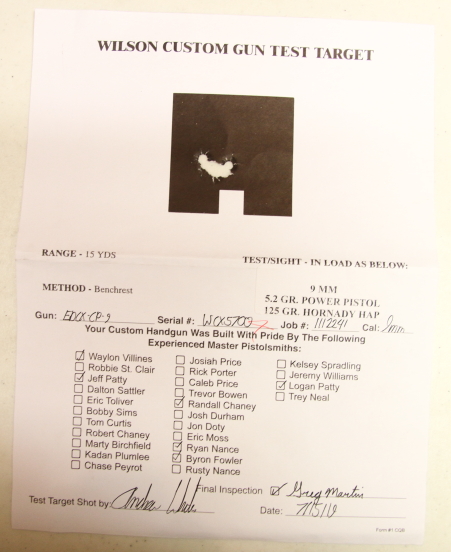 WILSON CUSTOM GUN TEST TARGET
RANGE - 15 YDS
TEST/SIGHT - IN LOAD AS BELOW:
METHOD - Benchrest
9 MM
5.2 GR. POWER PISTOL
125 GR. HORNADY HAP
Gun: EDCX-CP-9 Serial #: Job #: 1112291 Cal: 9mm
Your Custom Handgun Was Built With Pride By The Following
Experienced Master Pistolsmiths:
Waylon Villines
Robbie St. Clair
Jeff Patty
Dalton Sattler
Eric Toliver
Bobby Sims
Tom Curtis
Robert Chaney
Marty Birchfield
Kadan Plumlee
Chase Peyrot
Josiah Price
Rick Porter
Caleb Price
Trevor Bowen
Randall Chaney
Josh Durham
Jon Doty
Eric Moss
Ryan Nance
Byron Fowler
Rusty Nance
Kelsey Spradling
Jeremy Williams
Logan Patty
Trey Neal
Final Inspection Greg Martin
Test Target Shot by:
Date: